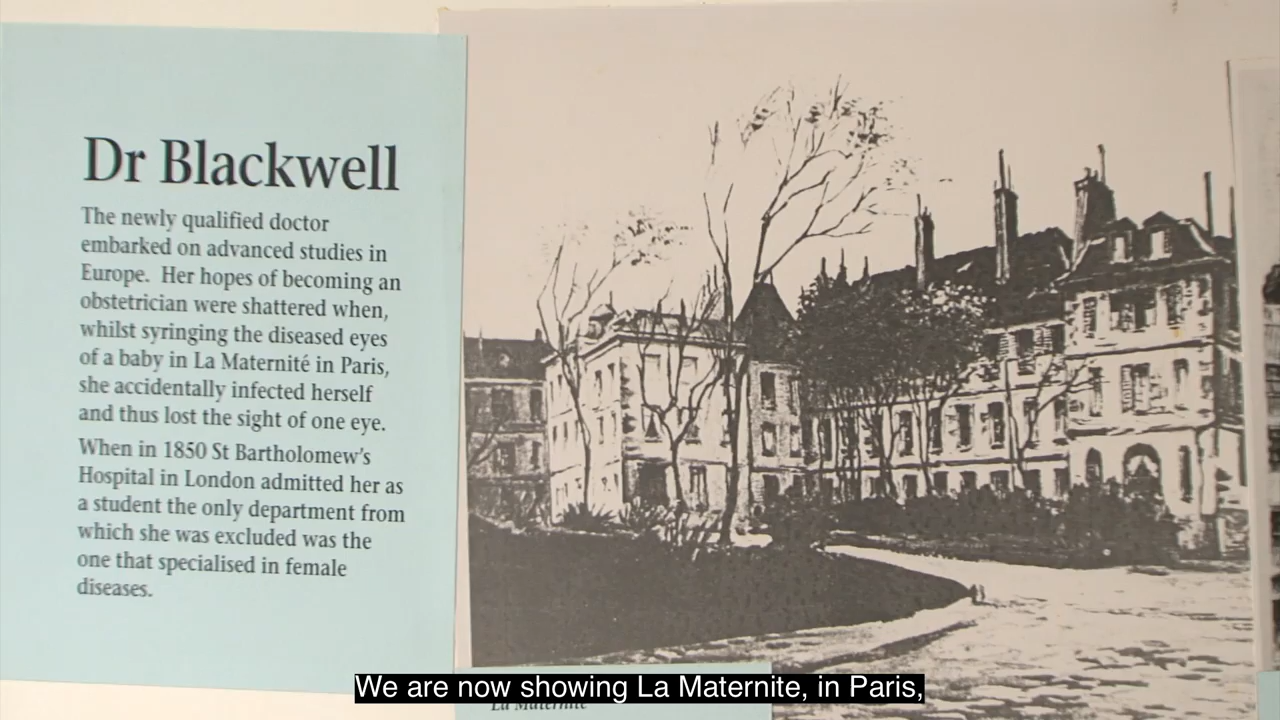 Dr Blackwell
The newly qualified doctor
embarked on advanced studies in
Europe. Her hopes of becoming an
obstetrician were shattered when,
whilst syringing the diseased eyes
of a baby in La Maternité in Paris,
she accidentally infected herself
and thus lost the sight of one eye.
When in 1850 St Bartholomew's
Hospital in London admitted her as
a student the only department from
which she was excluded was the
one that specialised in female
diseases.
We are now showing La Maternite, in Paris,
La Maternité